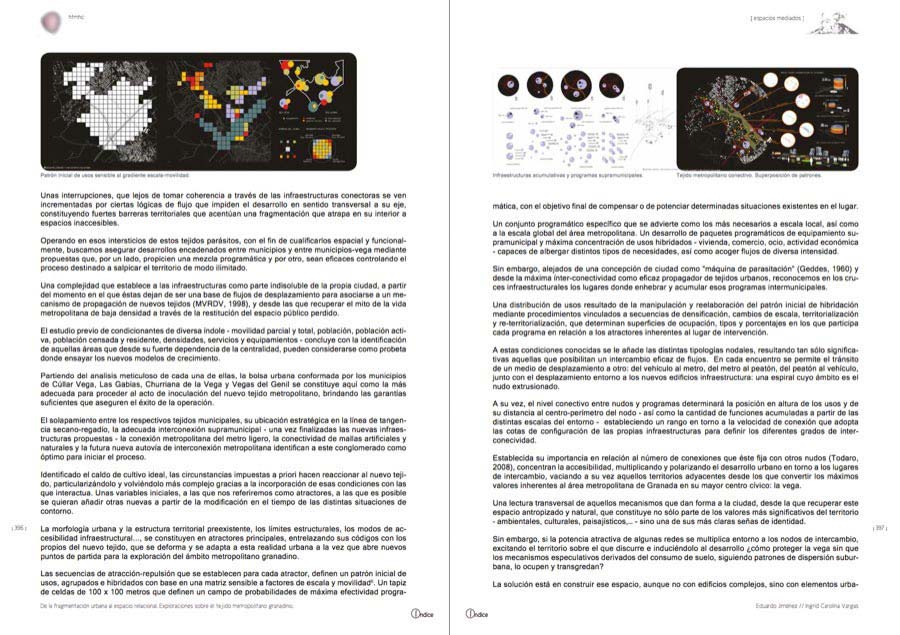 htmhc
Patrón inicial de usos sensible al gradiente escala-movilidad.
Unas interrupciones, que lejos de tomar coherencia a través de las infraestructuras conectoras se ven
incrementadas por ciertas lógicas de flujo que impiden el desarrollo en sentido transversal a su eje,
constituyendo fuertes barreras territoriales que acentúan una fragmentación que atrapa en su interior a
espacios inaccesibles.
Operando en esos intersticios de estos tejidos parásitos, con el fin de cualificarlos espacial y funcional-
mente, buscamos asegurar desarrollos encadenados entre municipios y entre municipios-vega mediante
propuestas que, por un lado, propicien una mezcla programática y por otro, sean eficaces controlando el
proceso destinado a salpicar el territorio de modo ilimitado.
Una complejidad que establece a las infraestructuras como parte indisoluble de la propia ciudad, a partir
del momento en el que éstas dejan de ser una base de flujos de desplazamiento para asociarse a un me-
canismo de propagación de nuevos tejidos (MVRDV, 1998), y desde las que recuperar el mito de la vida
metropolitana de baja densidad a través de la restitución del espacio público perdido.
El estudio previo de condicionantes de diversa índole - movilidad parcial y total, población, población acti-
va, población censada y residente, densidades, servicios y equipamientos - concluye con la identificación
de aquellas áreas que desde su fuerte dependencia de la centralidad, pueden considerarse como probeta
donde ensayar los nuevos modelos de crecimiento.
Partiendo del analisis meticuloso de cada una de ellas, la bolsa urbana conformada por los municipios
de Cúllar Vega, Las Gabias, Churriana de la Vega y Vegas del Genil se constituye aquí como la más
adecuada para proceder al acto de inoculación del nuevo tejido metropolitano, brindando las garantías
suficientes que aseguren el éxito de la operación.
El solapamiento entre los respectivos tejidos municipales, su ubicación estratégica en la línea de tangen-
cia secano-regadío, la adecuada interconexión supramunicipal - una vez finalizadas las nuevas infraes-
tructuras propuestas - la conexión metropolitana del metro ligero, la conectividad de mallas artificiales y
naturales y la futura nueva autovía de interconexión metropolitana identifican a este conglomerado como
óptimo para iniciar el proceso.
Identificado el caldo de cultivo ideal, las circunstancias impuestas a priori hacen reaccionar al nuevo teji-
do, particularizándolo y volviéndolo más complejo gracias a la incorporación de esas condiciones con las
que interactua. Unas variables iniciales, a las que nos referiremos como atractores, a las que es posible
se quieran añadir otras nuevas a partir de la modificación en el tiempo de las distintas situaciones de
contorno.
La morfología urbana y la estructura territorial preexistente, los límites estructurales, los modos de ac-
cesibilidad infraestructural..., se constituyen en atractores principales, entrelazando sus códigos con los
propios del nuevo tejido, que se deforma y se adapta a esta realidad urbana a la vez que abre nuevos
puntos de partida para la exploración del ámbito metropolitano granadino.
Las secuencias de atracción-repulsión que se establecen para cada atractor, definen un patrón inicial de
usos, agrupados e hibridados con base en una matriz sensible a factores de escala y movilidad⁶. Un tapiz
de celdas de 100 x 100 metros que definen un campo de probabilidades de máxima efectividad progra-
| 396 |
De la fragmentación urbana al espacio relacional. Exploraciones sobre el tejido metropolitano granadino.
índice
[ espacios mediados ]
Infraestructuras acumulativas y programas supramunicipales.
Tejido metropolitano conectivo. Superposición de patrones.
mática, con el objetivo final de compensar o de potenciar determinadas situaciones existentes en el lugar.
Un conjunto programático específico que se advierte como los más necesarios a escala local, así como
a la escala global del área metropolitana. Un desarrollo de paquetes programáticos de equipamiento su-
pramunicipal y máxima concentración de usos hibridados - vivienda, comercio, ocio, actividad económica
- capaces de albergar distintos tipos de necesidades, así como acoger flujos de diversa intensidad.
Sin embargo, alejados de una concepción de ciudad como "máquina de parasitación" (Geddes, 1960) y
desde la máxima ínter-conectividad como eficaz propagador de tejidos urbanos, reconocemos en los cru-
ces infraestructurales los lugares donde enhebrar y acumular esos programas intermunicipales.
Una distribución de usos resultado de la manipulación y reelaboración del patrón inicial de hibridación
mediante procedimientos vinculados a secuencias de densificación, cambios de escala, territorialización
y re-territorialización, que determinan superficies de ocupación, tipos y porcentajes en los que participa
cada programa en relación a los atractores inherentes al lugar de intervención.
A estas condiciones conocidas se le añade las distintas tipologías nodales, resultando tan sólo significa-
tivas aquellas que posibilitan un intercambio eficaz de flujos. En cada encuentro se permite el tránsito
de un medio de desplazamiento a otro: del vehículo al metro, del metro al peatón, del peatón al vehículo,
junto con el desplazamiento entorno a los nuevos edificios infraestructura: una espiral cuyo ámbito es el
nudo extrusionado.
A su vez, el nivel conectivo entre nudos y programas determinará la posición en altura de los usos y de
su distancia al centro-perímetro del nodo - así como la cantidad de funciones acumuladas a partir de las
distintas escalas del entorno - estableciendo un rango en torno a la velocidad de conexión que adopta
las cotas de configuración de las propias infraestructuras para definir los diferentes grados de inter-
conecividad.
Establecida su importancia en relación al número de conexiones que éste fija con otros nudos (Todaro,
2008), concentran la accesibilidad, multiplicando y polarizando el desarrollo urbano en torno a los lugares
de intercambio, vaciando a su vez aquellos territorios adyacentes desde los que convertir los máximos
valores inherentes al área metropolitana de Granada en su mayor centro cívico: la vega.
Una lectura transversal de aquellos mecanismos que dan forma a la ciudad, desde la que recuperar este
espacio antropizado y natural, que constituye no sólo parte de los valores más significativos del territorio
- ambientales, culturales, paisajísticos,.. - sino una de sus más claras señas de identidad.
Sin embargo, si la potencia atractiva de algunas redes se multiplica entorno a los nodos de intercambio,
excitando el territorio sobre el que discurre e induciéndolo al desarrollo ¿cómo proteger la vega sin que
los mecanismos especulativos derivados del consumo de suelo, siguiendo patrones de dispersión subur-
bana, lo ocupen y transgredan?
La solución está en construir ese espacio, aunque no con edificios complejos, sino con elementos urba-
| 397 |
Eduardo Jiménez // Ingrid Carolina Vargas
índice